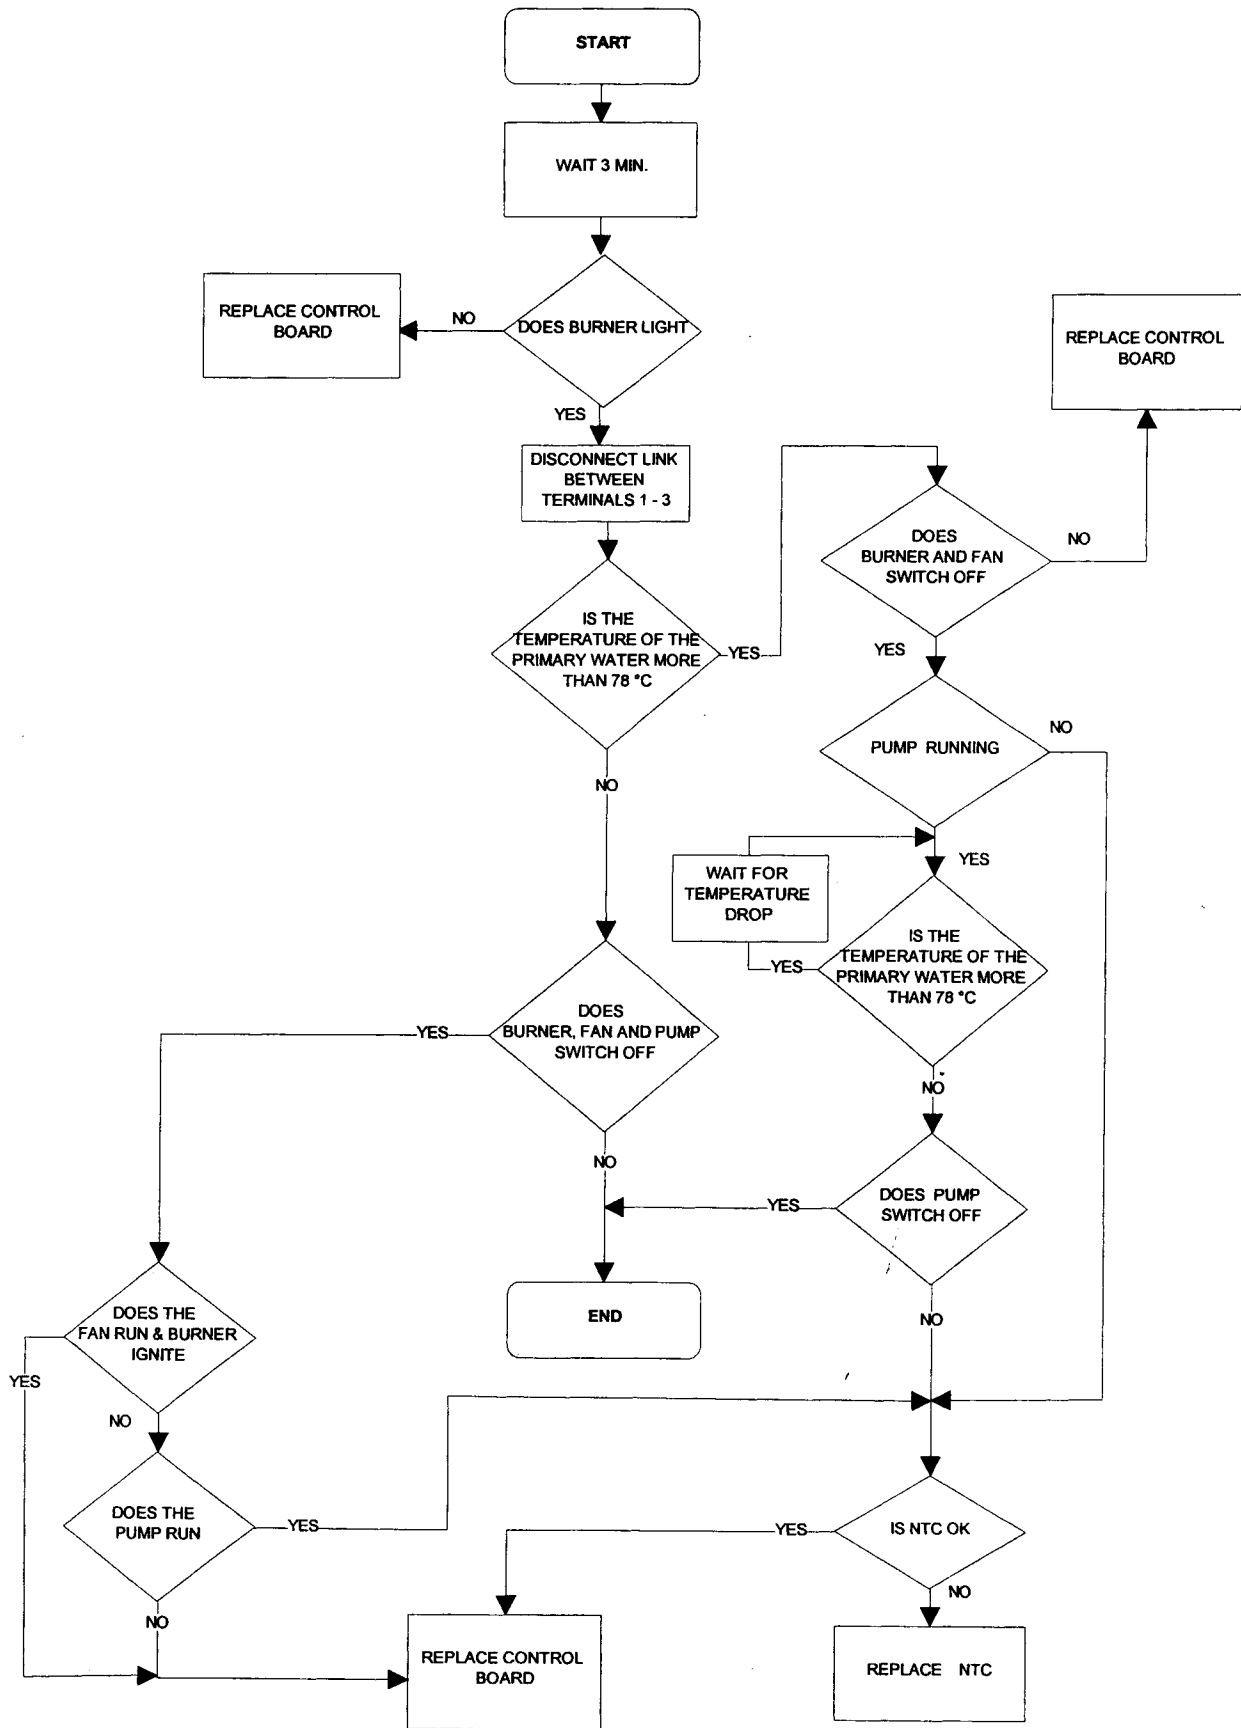 START
WAIT 3 MIN.
REPLACE CONTROL
BOARD
NO
DOES BURNER LIGHT
REPLACE CONTROL
BOARD
YES
DISCONNECT LINK
BETWEEN
TERMINALS 1 - 3
DOES
BURNER AND FAN
SWITCH OFF
NO
IS THE
TEMPERATURE OF THE
PRIMARY WATER MORE
THAN 78 °C
YES
YES
NO
PUMP RUNNING
NO
YES
WAIT FOR
TEMPERATURE
DROP
IS THE
TEMPERATURE OF THE
PRIMARY WATER MORE
THAN 78 °C
YES
DOES
BURNER, FAN AND PUMP
SWITCH OFF
YES
NO
NO
DOES PUMP
SWITCH OFF
YES
END
NO
DOES THE
FAN RUN & BURNER
IGNITE
YES
NO
DOES THE
PUMP RUN
YES
YES
IS NTC OK
NO
NO
REPLACE CONTROL
BOARD
REPLACE NTC